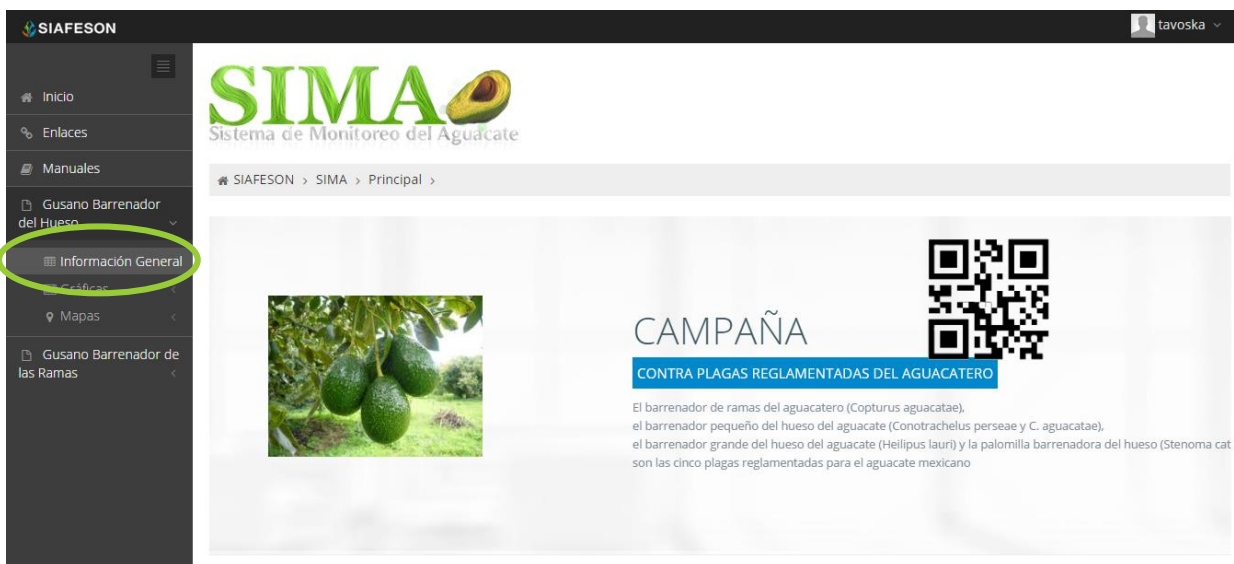 SIAFESON
tavoska
Inicio
Enlaces
Manuales
Gusano Barrenador
del Hueso
Información General
Gráficas
Mapas
Gusano Barrenador de
las Ramas
SIMA
Sistema de Monitoreo del Aguacate
SIAFESON > SIMA > Principal >
CAMPAÑA
CONTRA PLAGAS REGLAMENTADAS DEL AGUACATERO
El barrenador de ramas del aguacatero (Copturus aguacatae),
el barrenador pequeño del hueso del aguacate (Conotrachelus perseae y C. aguacatae),
el barrenador grande del hueso del aguacate (Heilipus lauri) y la palomilla barrenadora del hueso (Stenoma cat
son las cinco plagas reglamentadas para el aguacate mexicano